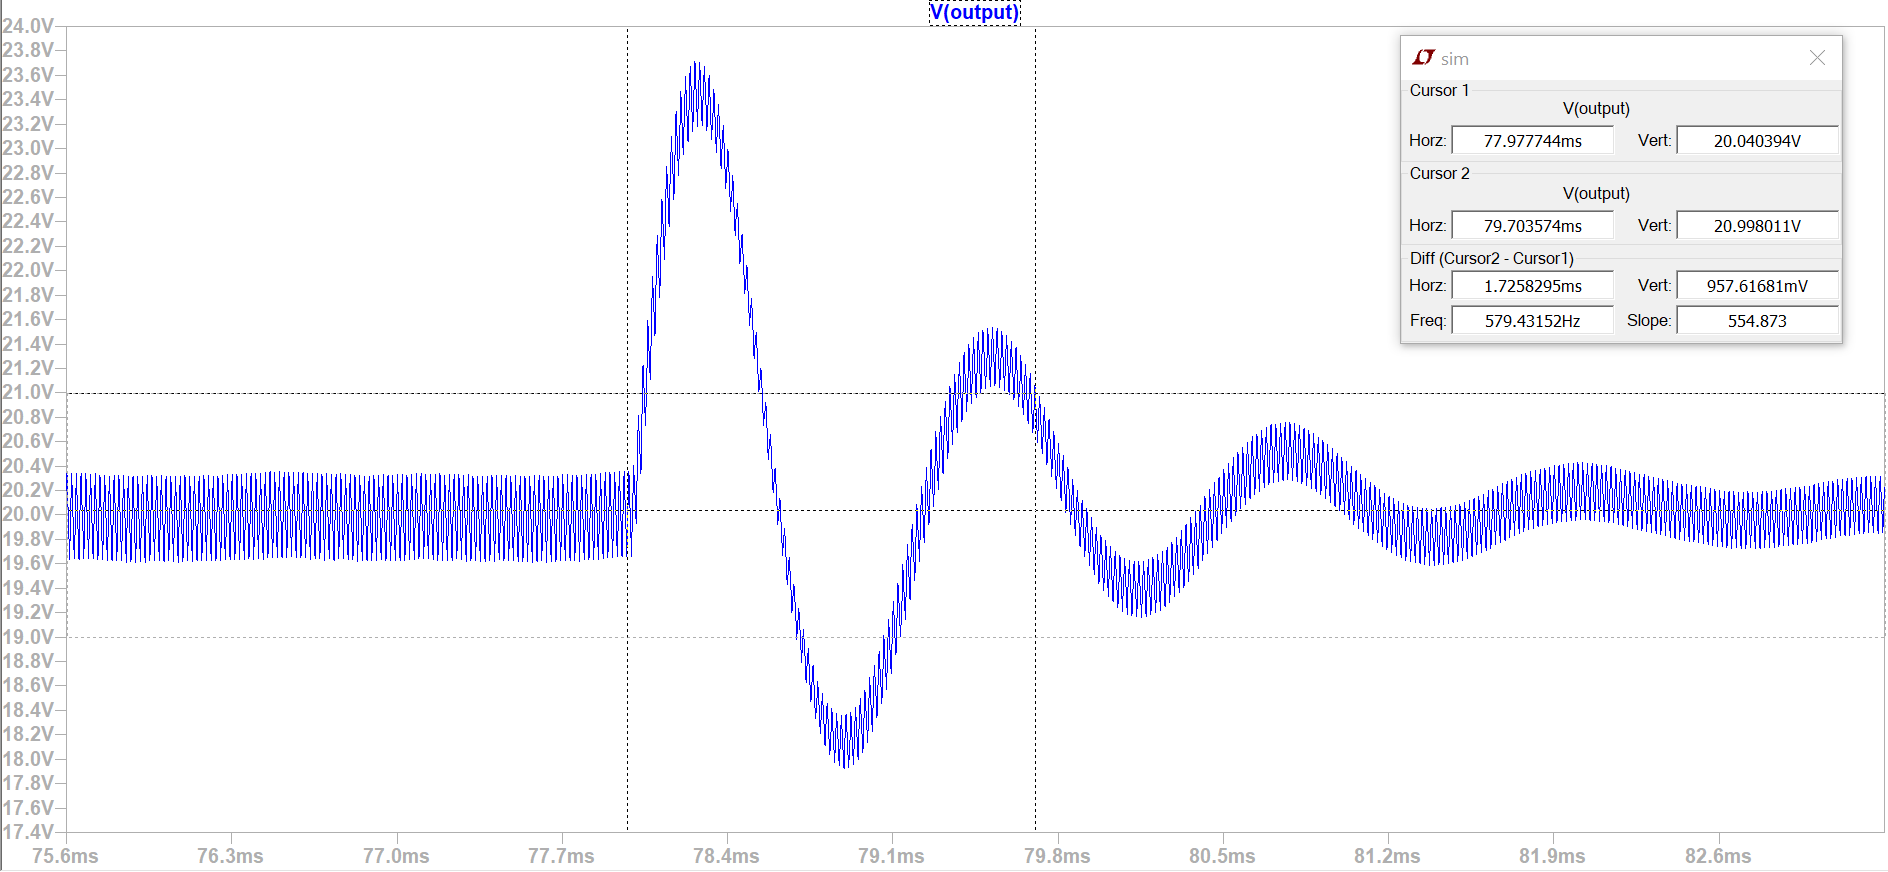 V(output)
24.0V
23.8V
23.6V
23.4V
23.2V
23.0V
22.8V
22.6V
22.4V
22.2V
22.0V
21.8V
21.6V
21.4V
21.2V
21.0V
20.8V
20.6V
20.4V
20.2V
20.0V
19.8V
19.6V
19.4V
19.2V
19.0V
18.8V
18.6V
18.4V
18.2V
18.0V
17.8V
17.6V
17.4V
75.6ms 76.3ms 77.0ms 77.7ms 78.4ms 79.1ms 79.8ms 80.5ms 81.2ms 81.9ms 82.6ms
sim
Cursor 1
V(output)
Horz: 77.977744ms Vert: 20.040394V
Cursor 2
V(output)
Horz: 79.703574ms Vert: 20.998011V
Diff (Cursor2 - Cursor1)
Horz: 1.7258295ms Vert: 957.61681mV
Freq: 579.43152Hz Slope: 554.873